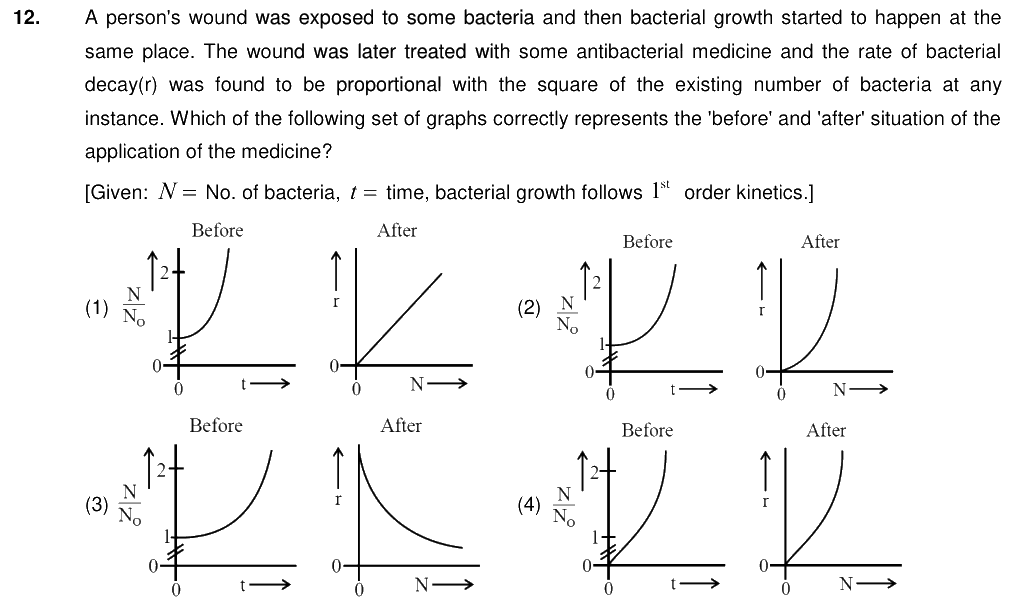 12. A person's wound was exposed to some bacteria and then bacterial growth started to happen at the
same place. The wound was later treated with some antibacterial medicine and the rate of bacterial
decay(r) was found to be proportional with the square of the existing number of bacteria at any
instance. Which of the following set of graphs correctly represents the 'before' and 'after' situation of the
application of the medicine?
[Given: N = No. of bacteria, t = time, bacterial growth follows 1st order kinetics.]
(1) Before After
N/No 2 1 0 0 t
r 0 0 N
(2) Before After
N/No 2 1 0 0 t
r 0 0 N
(3) Before After
N/No 2 1 0 0 t
r 0 0 N
(4) Before After
N/No 2 1 0 0 t
r 0 0 N